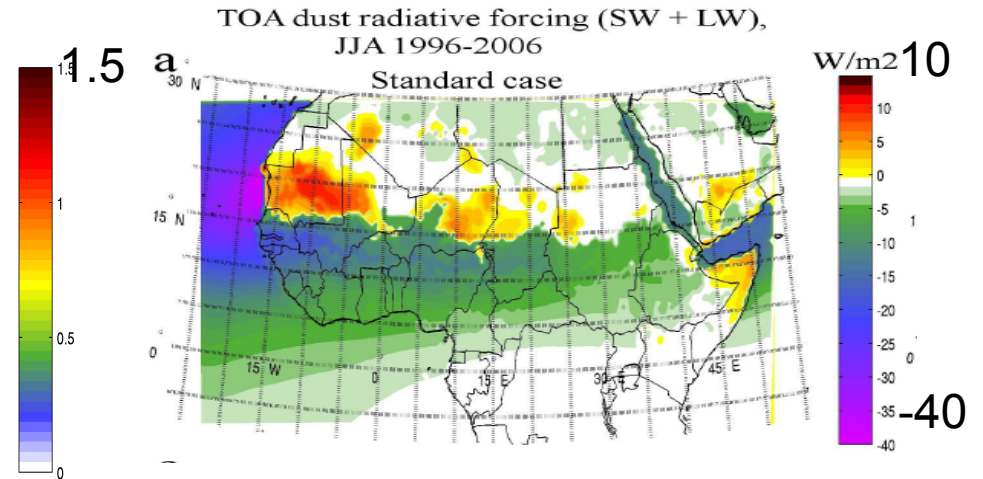 TOA dust radiative forcing (SW + LW),
JJA 1996-2006
Standard case
a
1.5
1
0.5
0
30 N
15 N
0
15 W
0
15 E
30 E
45 E
W/m2
10
10
5
0
-5
-10
-15
-20
-25
-30
-35
-40
-40
1
0